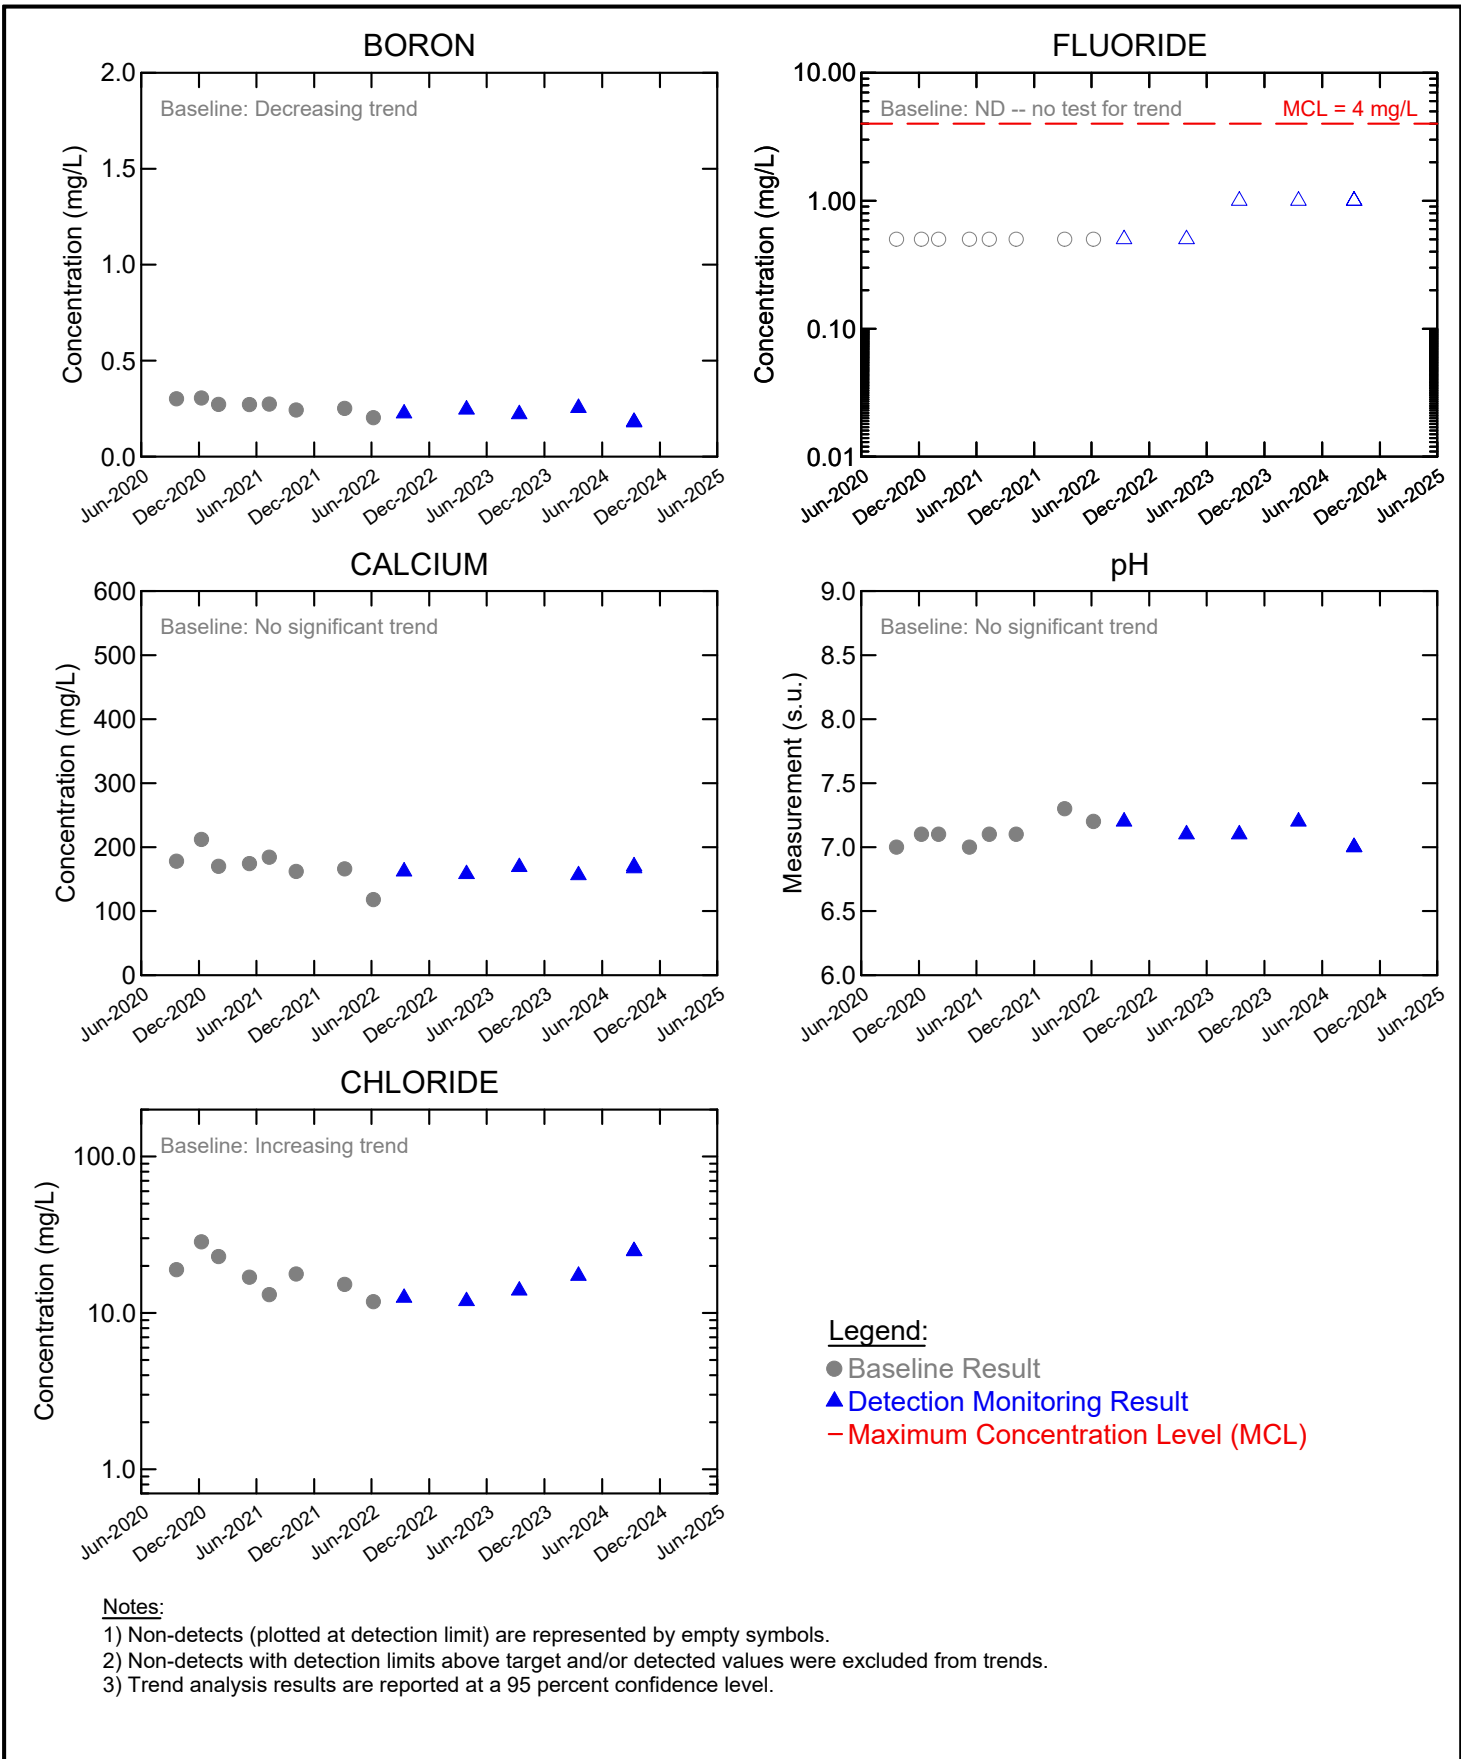 BORON
Baseline: Decreasing trend
Concentration (mg/L)
2.0
1.5
1.0
0.5
0.0
Jun-2020
Dec-2020
Jun-2021
Dec-2021
Jun-2022
Dec-2022
Jun-2023
Dec-2023
Jun-2024
Dec-2024
Jun-2025
FLUORIDE
Baseline: ND -- no test for trend
MCL = 4 mg/L
Concentration (mg/L)
10.00
1.00
0.10
0.01
Jun-2020
Dec-2020
Jun-2021
Dec-2021
Jun-2022
Dec-2022
Jun-2023
Dec-2023
Jun-2024
Dec-2024
Jun-2025
CALCIUM
Baseline: No significant trend
Concentration (mg/L)
600
500
400
300
200
100
0
Jun-2020
Dec-2020
Jun-2021
Dec-2021
Jun-2022
Dec-2022
Jun-2023
Dec-2023
Jun-2024
Dec-2024
Jun-2025
pH
Baseline: No significant trend
Measurement (s.u.)
9.0
8.5
8.0
7.5
7.0
6.5
6.0
Jun-2020
Dec-2020
Jun-2021
Dec-2021
Jun-2022
Dec-2022
Jun-2023
Dec-2023
Jun-2024
Dec-2024
Jun-2025
CHLORIDE
Baseline: Increasing trend
Concentration (mg/L)
100.0
10.0
1.0
Jun-2020
Dec-2020
Jun-2021
Dec-2021
Jun-2022
Dec-2022
Jun-2023
Dec-2023
Jun-2024
Dec-2024
Jun-2025
Legend:
Baseline Result
Detection Monitoring Result
Maximum Concentration Level (MCL)
Notes:
1) Non-detects (plotted at detection limit) are represented by empty symbols.
2) Non-detects with detection limits above target and/or detected values were excluded from trends.
3) Trend analysis results are reported at a 95 percent confidence level.